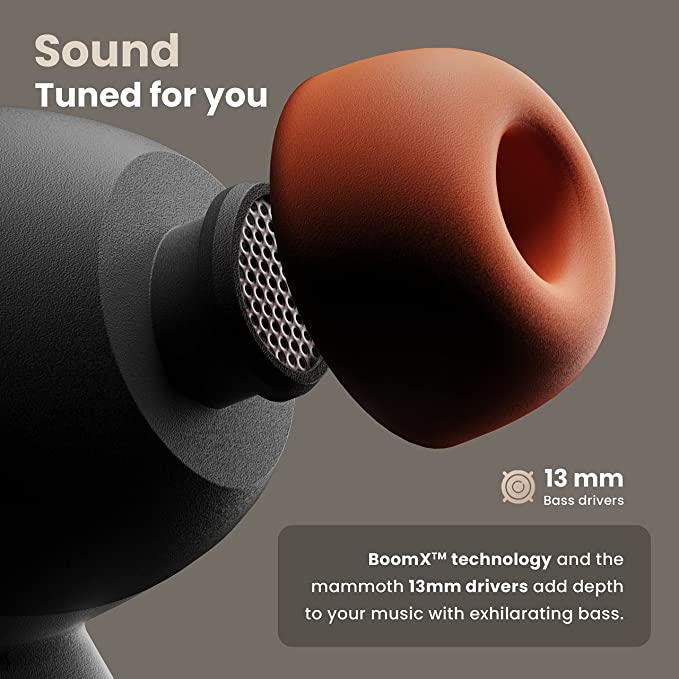 Sound
Tuned for you
13 mm
Bass drivers
BoomX™ technology and the
mammoth 13mm drivers add depth
to your music with exhilarating bass.